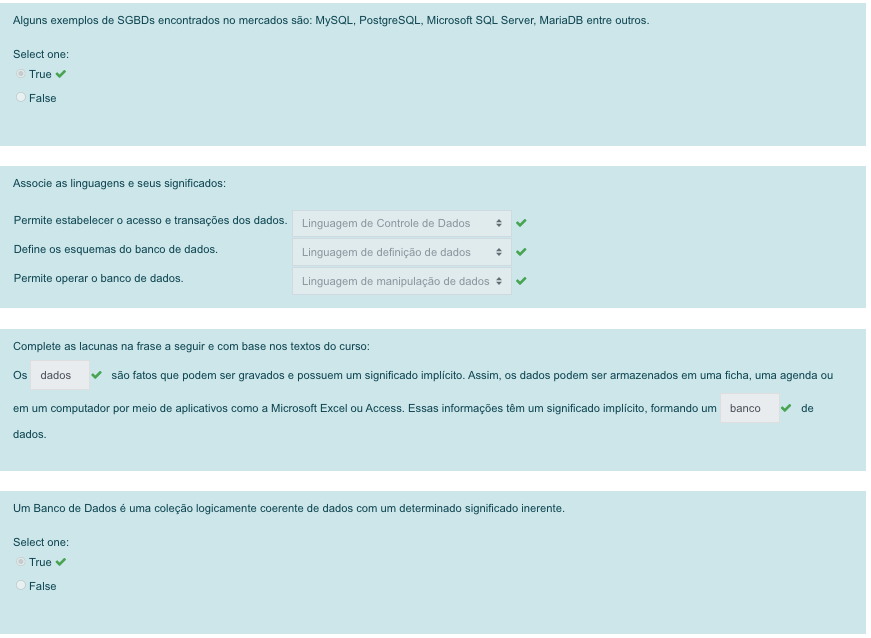 Alguns exemplos de SGBDs encontrados no mercados são: MySQL, PostgreSQL, Microsoft SQL Server, MariaDB entre outros.
Select one:
True
False
Associe as linguagens e seus significados:
Permite estabelecer o acesso e transações dos dados. Linguagem de Controle de Dados
Define os esquemas do banco de dados. Linguagem de definição de dados
Permite operar o banco de dados. Linguagem de manipulação de dados
Complete as lacunas na frase a seguir e com base nos textos do curso:
Os dados são fatos que podem ser gravados e possuem um significado implícito. Assim, os dados podem ser armazenados em uma ficha, uma agenda ou
em um computador por meio de aplicativos como a Microsoft Excel ou Access. Essas informações têm um significado implícito, formando um banco de
dados.
Um Banco de Dados é uma coleção logicamente coerente de dados com um determinado significado inerente.
Select one:
True
False